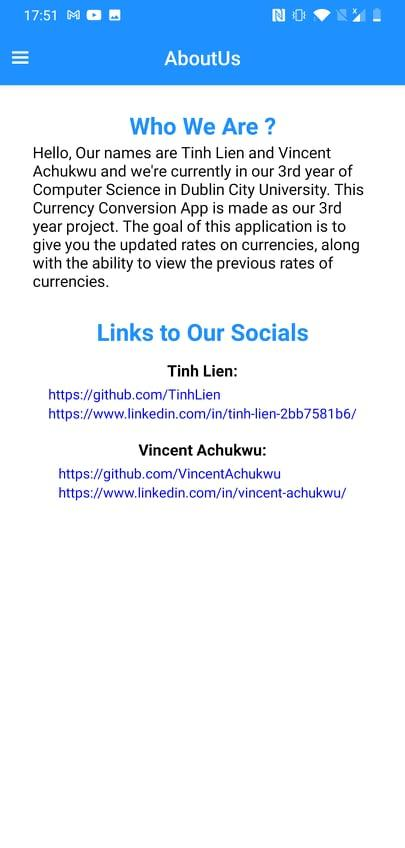 17:51
AboutUs
Who We Are ?
Hello, Our names are Tinh Lien and Vincent
Achukwu and we're currently in our 3rd year of
Computer Science in Dublin City University. This
Currency Conversion App is made as our 3rd
year project. The goal of this application is to
give you the updated rates on currencies, along
with the ability to view the previous rates of
currencies.
Links to Our Socials
Tinh Lien:
https://github.com/TinhLien
https://www.linkedin.com/in/tinh-lien-2bb7581b6/
Vincent Achukwu:
https://github.com/VincentAchukwu
https://www.linkedin.com/in/vincent-achukwu/